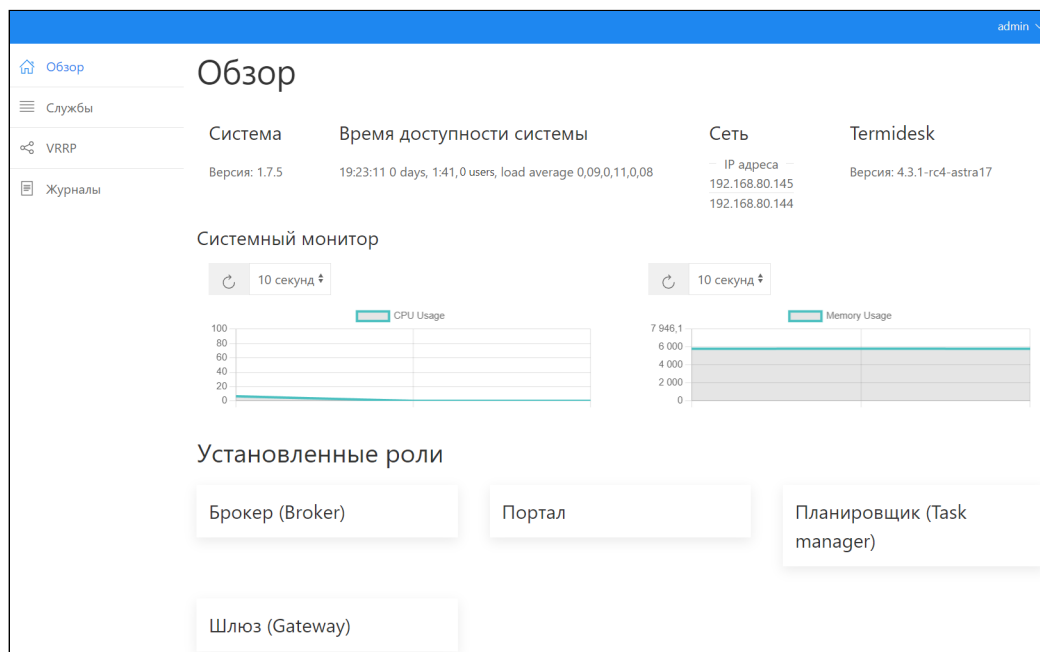 admin
Обзор
Службы
VRRP
Журналы
Обзор
Система
Версия: 1.7.5
Время доступности системы
19:23:11 0 days, 1:41, 0 users, load average 0,09,0,11,0,08
Сеть
IP адреса
192.168.80.145
192.168.80.144
Termidesk
Версия: 4.3.1-rc4-astra17
Системный монитор
10 секунд
CPU Usage
100
80
60
40
20
0
10 секунд
Memory Usage
7 946,1
6 000
4 000
2 000
0
Установленные роли
Брокер (Broker)
Портал
Планировщик (Task
manager)
Шлюз (Gateway)